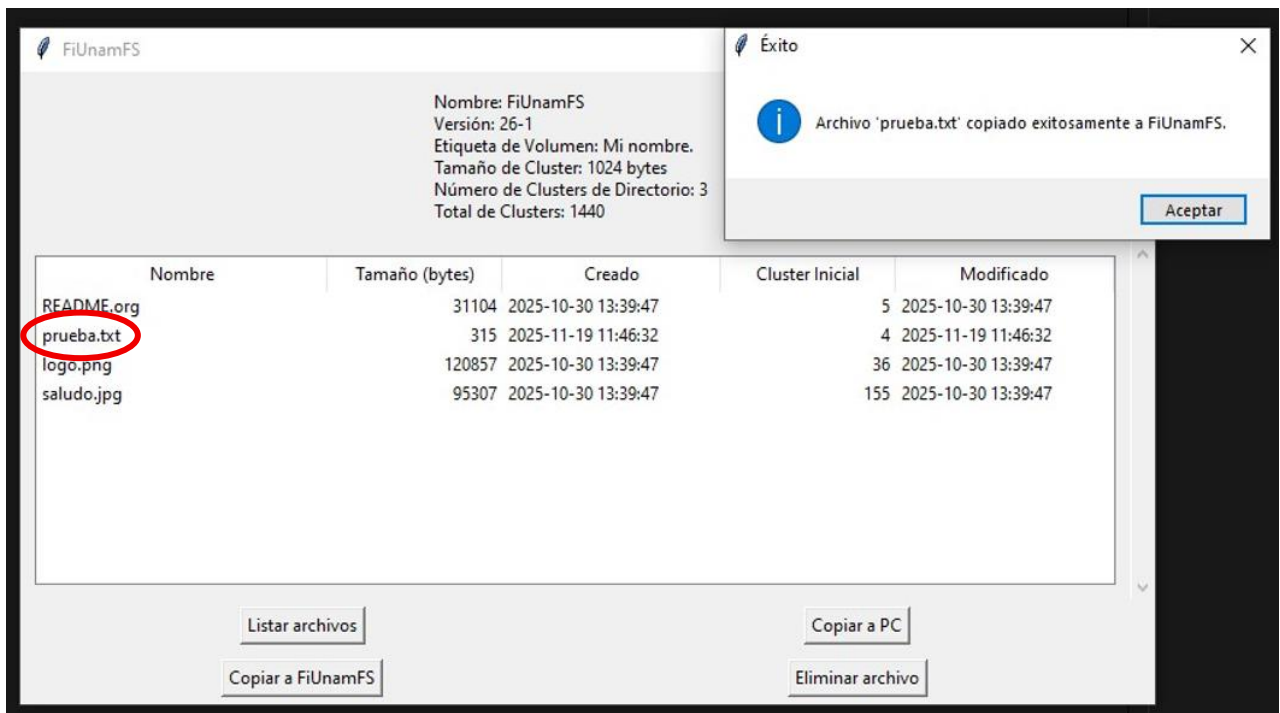 FiUnamFS
Éxito
Nombre: FiUnamFS
Versión: 26-1
Etiqueta de Volumen: Mi nombre.
Tamaño de Cluster: 1024 bytes
Número de Clusters de Directorio: 3
Total de Clusters: 1440
Archivo 'prueba.txt' copiado exitosamente a FiUnamFS.
Aceptar
Nombre Tamaño (bytes) Creado Cluster Inicial Modificado
README.org 31104 2025-10-30 13:39:47 5 2025-10-30 13:39:47
prueba.txt 315 2025-11-19 11:46:32 4 2025-11-19 11:46:32
logo.png 120857 2025-10-30 13:39:47 36 2025-10-30 13:39:47
saludo.jpg 95307 2025-10-30 13:39:47 155 2025-10-30 13:39:47
Listar archivos Copiar a PC
Copiar a FiUnamFS Eliminar archivo